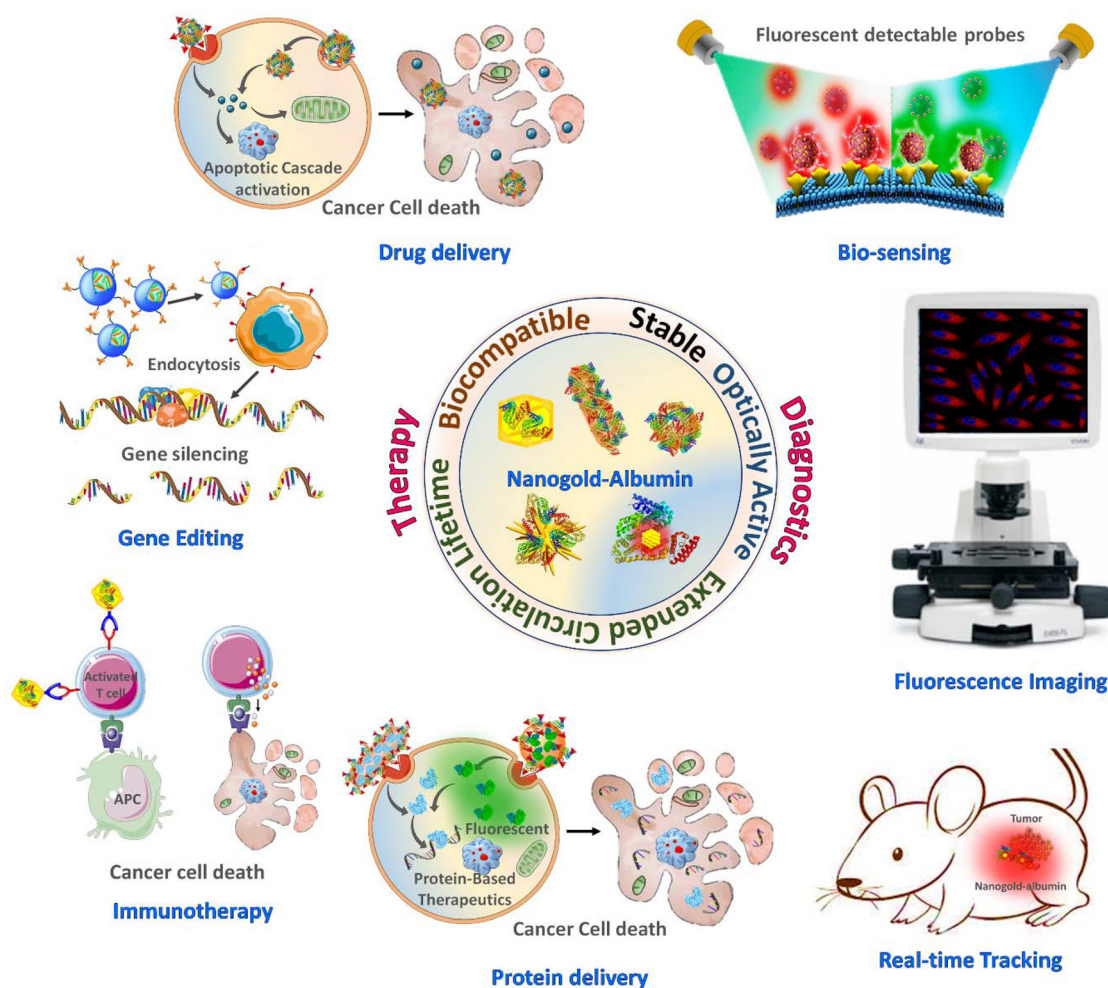 Fluorescent detectable probes
Apoptotic Cascade
activation
Cancer Cell death
Drug delivery
Bio-sensing
Endocytosis
Gene silencing
Gene Editing
Therapy
Biocompatible
Stable
Optically Active
Extended Circulation Lifetime
Diagnostics
Nanogold-Albumin
Fluorescence Imaging
Activated
T cell
APC
Cancer cell death
Immunotherapy
Fluorescent
Protein-Based
Therapeutics
Cancer Cell death
Protein delivery
Tumor
Nanogold-albumin
Real-time Tracking